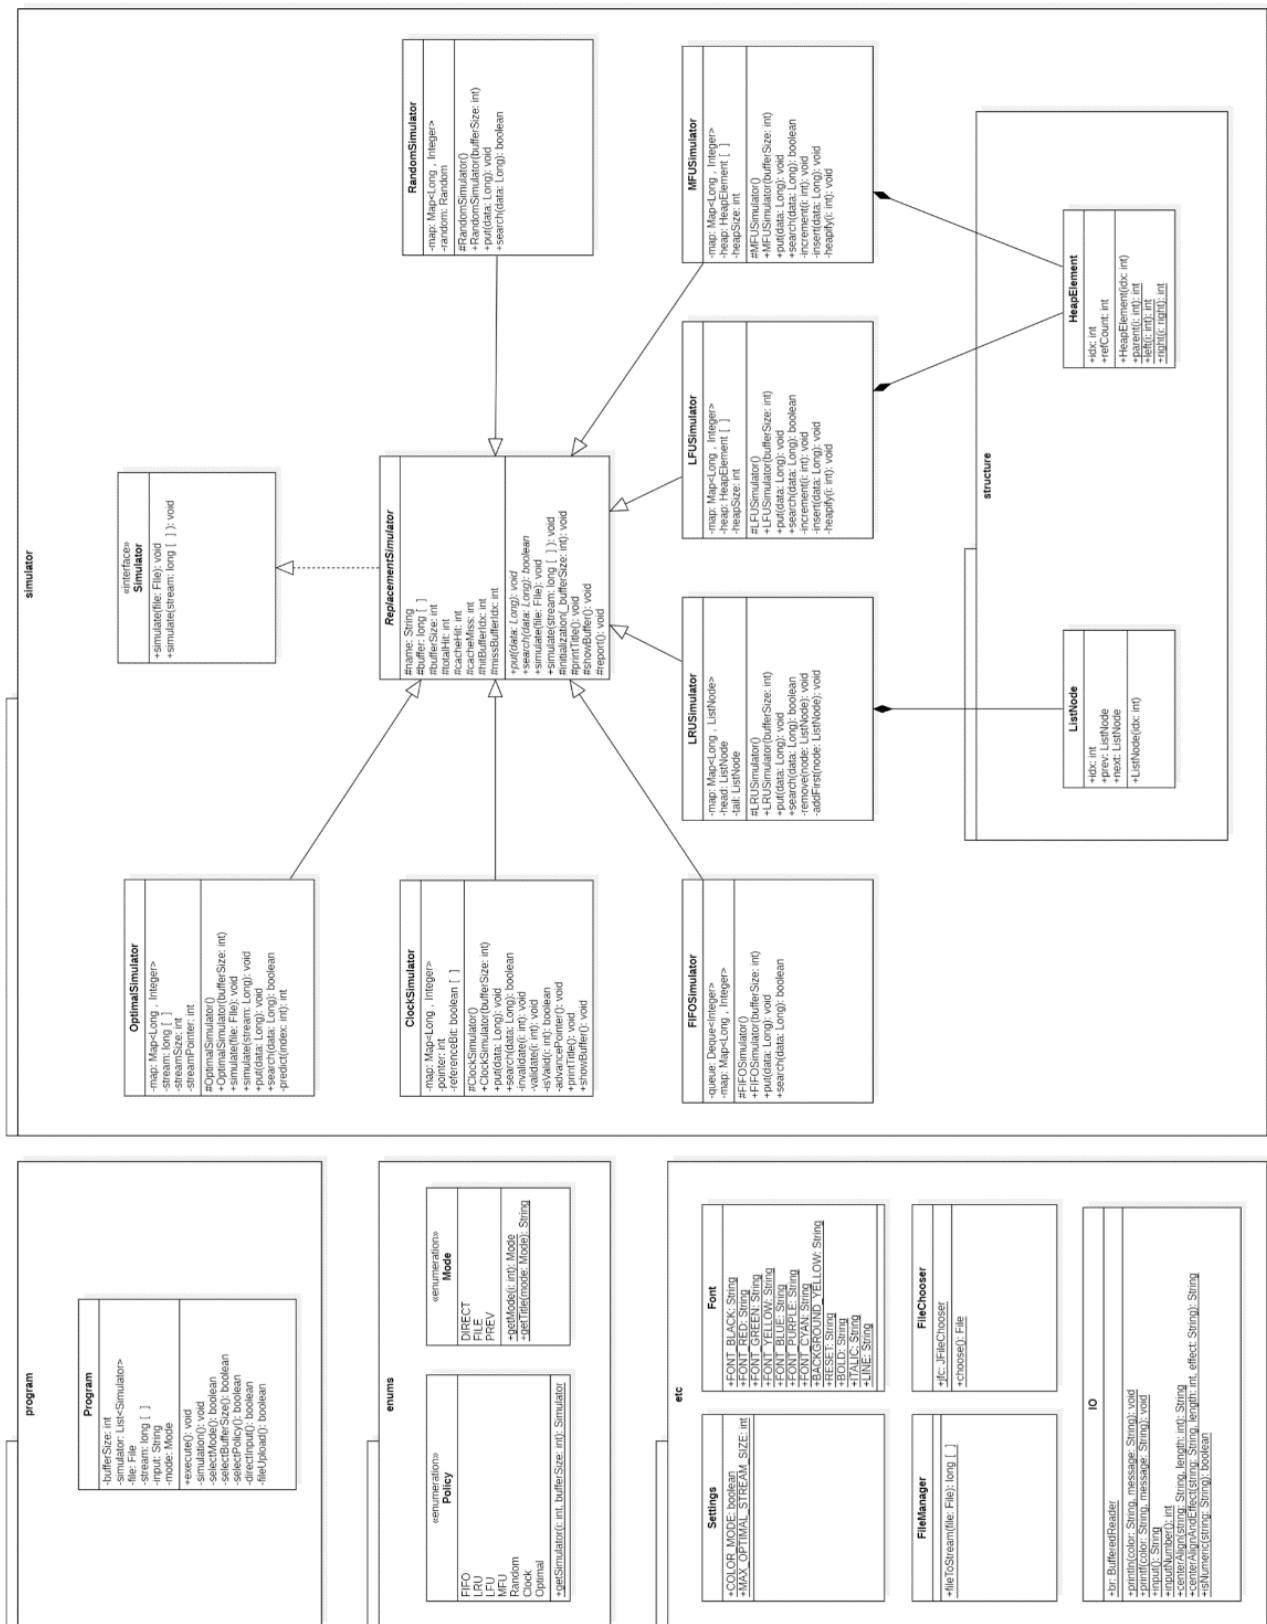 program
Program
-bufferSize: int
-simulator: List<Simulator>
-file: File
-stream: long [ ]
-input: String
-mode: Mode
+execute(): void
-simulation(): void
-selectMode(): boolean
-selectBufferSize(): boolean
-selectPolicy(): boolean
-directInput(): boolean
-fileUpload(): boolean
enums
«enumeration»
Policy
FIFO
LRU
LFU
MFU
Random
Clock
Optimal
+getSimulator(i: int, bufferSize: int): Simulator
«enumeration»
Mode
DIRECT
FILE
PREV
+getMode(i: int): Mode
+getTitle(mode: Mode): String
etc
Settings
+COLOR_MODE: boolean
+MAX_OPTIMAL_STREAM_SIZE: int
Font
+FONT_BLACK: String
+FONT_RED: String
+FONT_GREEN: String
+FONT_YELLOW: String
+FONT_BLUE: String
+FONT_PURPLE: String
+FONT_CYAN: String
+BACKGROUND_YELLOW: String
+RESET: String
+BOLD: String
+ITALIC: String
+LINE: String
FileManager
+fileToStream(file: File): long [ ]
FileChooser
+jfc: JFileChooser
+choose(): File
IO
+br: BufferedReader
+println(color: String, message: String): void
+printf(color: String, message: String): void
+input(): String
+inputNumber(): int
+centerAlign(string: String, length: int): String
+centerAlignAndEffect(string: String, length: int, effect: String): String
+isNumeric(string: String): boolean
simulator
OptimalSimulator
-map: Map<Long , Integer>
-stream: long [ ]
-streamSize: int
-streamPointer: int
#OptimalSimulator()
+OptimalSimulator(bufferSize: int)
+simulate(file: File): void
+simulate(stream: Long): void
+put(data: Long): void
+search(data: Long): boolean
-predict(index: int): int
«interface»
Simulator
+simulate(file: FIle): void
+simulate(stream: long [ ] ): void
ClockSimulator
-map: Map<Long , Integer>
-pointer: int
-referenceBit: boolean [ ]
#ClockSimulator()
+ClockSimulator(bufferSize: int)
+put(data: Long): void
+search(data: Long): boolean
-invalidate(i: int): void
-validate(i: int): void
-isValid(i: int): boolean
-advancePointer(): void
+printTitle(): void
+showBuffer(): void
ReplacementSimulator
#name: String
#buffer: long [ ]
#bufferSize: int
#totalHit: int
#cacheHit: int
#cacheMiss: int
#hitBufferIdx: int
#missBufferIdx: int
+put(data: Long): void
+search(data: Long): boolean
+simulate(file: FIle): void
+simulate(stream: long [ ] ): void
#initialization(_bufferSize: int): void
#printTitle(): void
#showBuffer(): void
#report(): void
RandomSimulator
-map: Map<Long , Integer>
-random: Random
#RandomSimulator()
+RandomSimulator(bufferSize: int)
+put(data: Long): void
+search(data: Long): boolean
FIFOSimulator
-queue: Deque<Integer>
-map: Map<Long , Integer>
#FIFOSimulator()
+FIFOSimulator(bufferSize: int)
+put(data: Long): void
+search(data: Long): boolean
LRUSimulator
-map: Map<Long , ListNode>
-head: ListNode
-tail: ListNode
#LRUSimulator()
+LRUSimulator(bufferSize: int)
+put(data: Long): void
+search(data: Long): boolean
-remove(node: ListNode): void
-addFirst(node: ListNode): void
LFUSimulator
-map: Map<Long , Integer>
-heap: HeapElement [ ]
-heapSize: int
#LFUSimulator()
+LFUSimulator(bufferSize: int)
+put(data: Long): void
+search(data: Long): boolean
-increment(i: int): void
-insert(data: Long): void
-heapify(i: int): void
MFUSimulator
-map: Map<Long , Integer>
-heap: HeapElement [ ]
-heapSize: int
#MFUSimulator()
+MFUSimulator(bufferSize: int)
+put(data: Long): void
+search(data: Long): boolean
-increment(i: int): void
-insert(data: Long): void
-heapify(i: int): void
structure
ListNode
+idx: int
+prev: ListNode
+next: ListNode
+ListNode(idx: int)
HeapElement
+idx: int
+refCount: int
+HeapElement(idx: int)
+parent(i: int): int
+left(i: int): int
+right(i: right): int